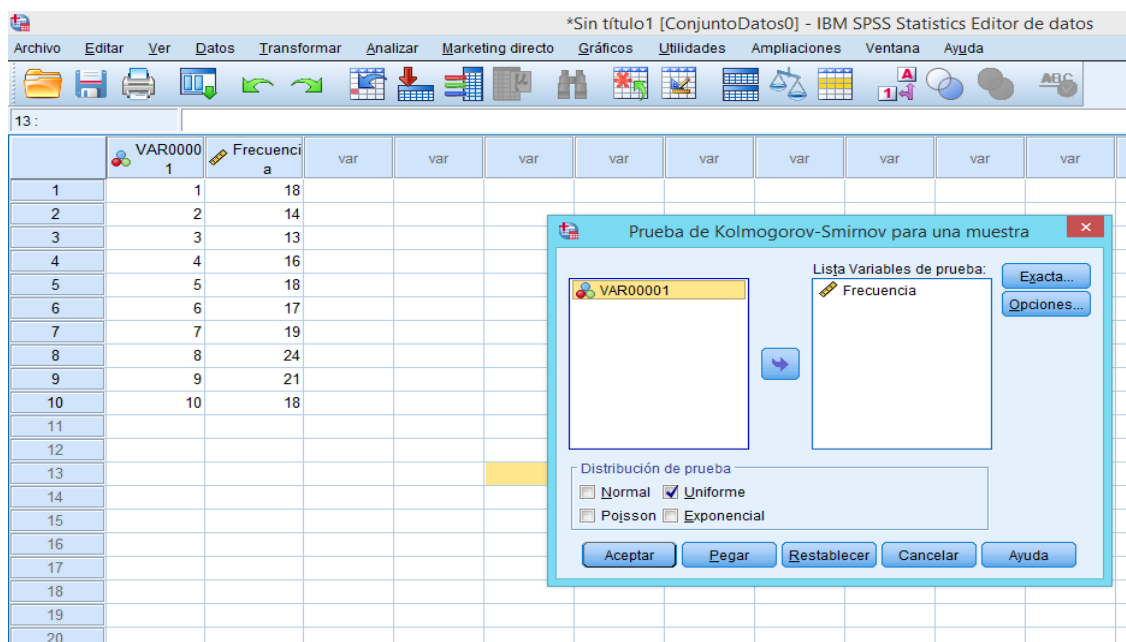 *Sin título1 [ConjuntoDatos0] - IBM SPSS Statistics Editor de datos
Archivo Editar Ver Datos Transformar Analizar Marketing directo Gráficos Utilidades Ampliaciones Ventana Ayuda
13 :
VAR0000
1
Frecuenci
a
var var var var var var var var var
1 1 18
2 2 14
3 3 13
4 4 16
5 5 18
6 6 17
7 7 19
8 8 24
9 9 21
10 10 18
11
12
13
14
15
16
17
18
19
20
Prueba de Kolmogorov-Smirnov para una muestra
Lista Variables de prueba:
VAR00001
Frecuencia
Exacta...
Opciones...
Distribución de prueba
Normal Uniforme
Poisson Exponencial
Aceptar Pegar Restablecer Cancelar Ayuda